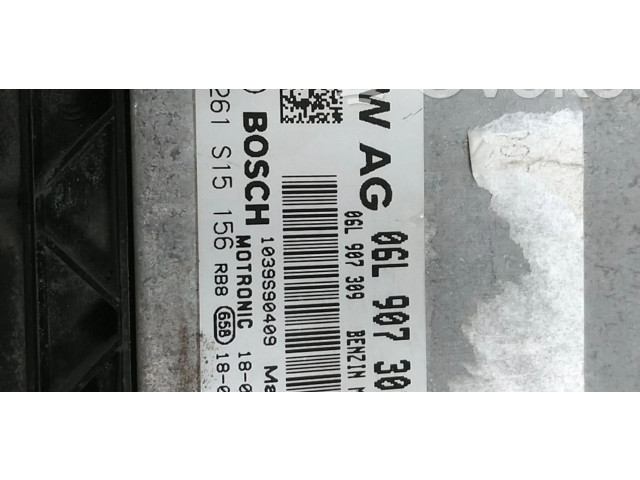 W AG 06L 907 30
06L 907 309 BENZIN M
1039S90409 M
BOSCH MOTRONIC 18-0
261 S15 156 RB8 65B 18-0